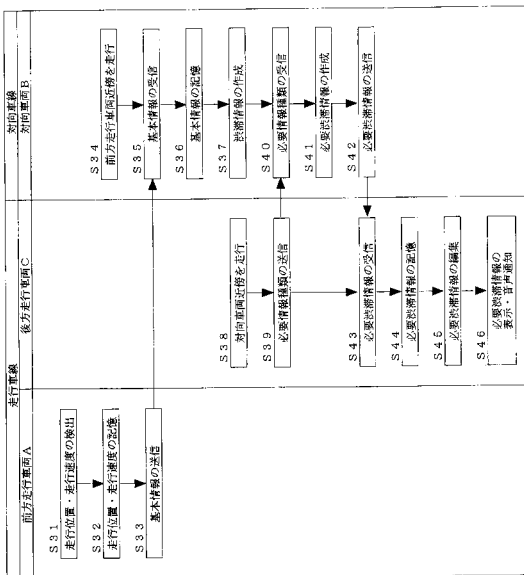 走行車線
対向車線
前方走行車両A
後方走行車両C
対向車両B
S31
走行位置・走行速度の検出
S32
走行位置・走行速度の記憶
S33
基本情報の送信
S34
前方走行車両近傍を走行
S35
基本情報の受信
S36
基本情報の記憶
S37
渋滞情報の作成
S38
対向車両近傍を走行
S39
必要情報種類の送信
S40
必要情報種類の受信
S41
必要渋滞情報の作成
S42
必要渋滞情報の送信
S43
必要渋滞情報の受信
S44
必要渋滞情報の記憶
S45
必要渋滞情報の編集
S46
必要渋滞情報の
表示・音声通知